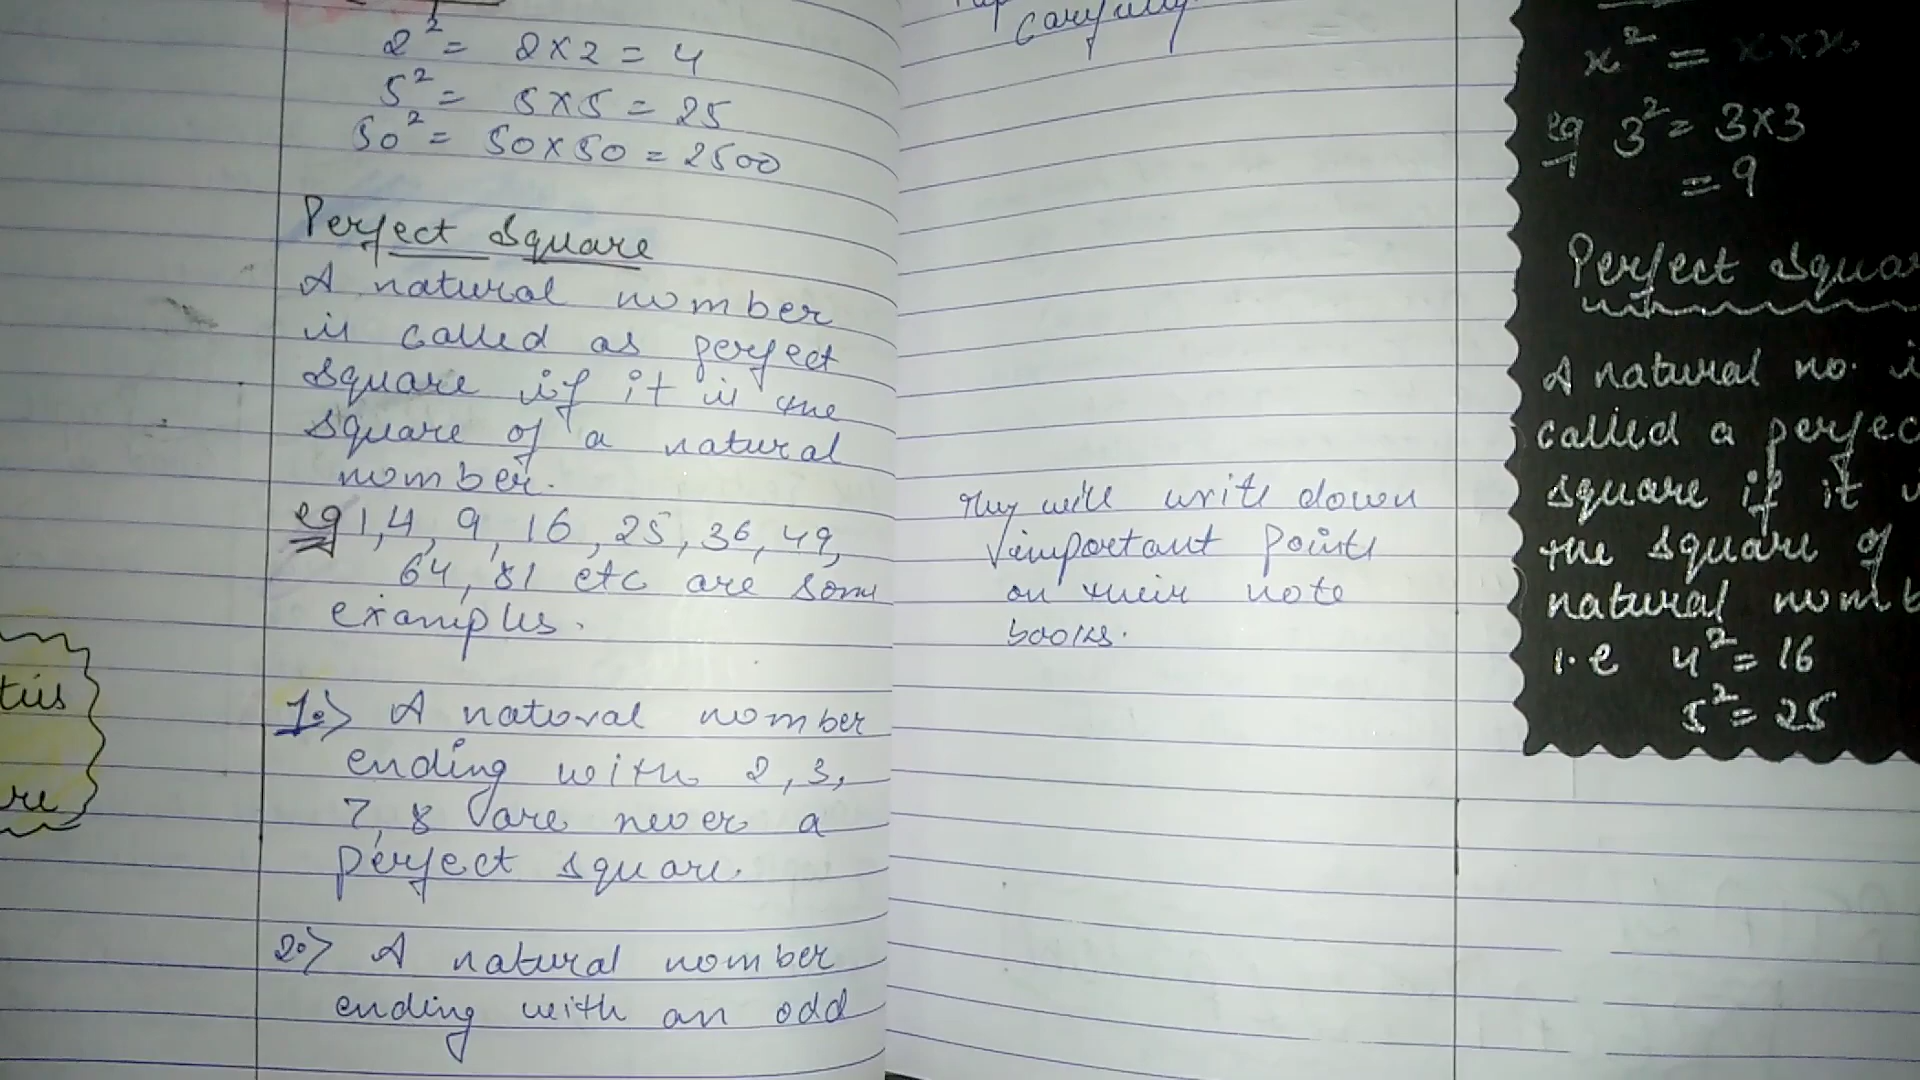 2² = 2×2 = 4
5² = 5×5 = 25
50² = 50×50 = 2500
Perfect Square
A natural number
is called as perfect
square if it is the
square of a natural
number.
eg 1, 4, 9, 16, 25, 36, 49,
64, 81 etc are some
examples.
1.> A natural number
ending with 2, 3,
7, 8 are never a
perfect square.
2.> A natural number
ending with an odd
carefully
They will write down
important points
on their note
books.
x² = x×x
eg 3² = 3×3
= 9
Perfect Squar
A natural no. i
called a perfec
square if it
the square of
natural numb
i.e 4² = 16
5² = 25